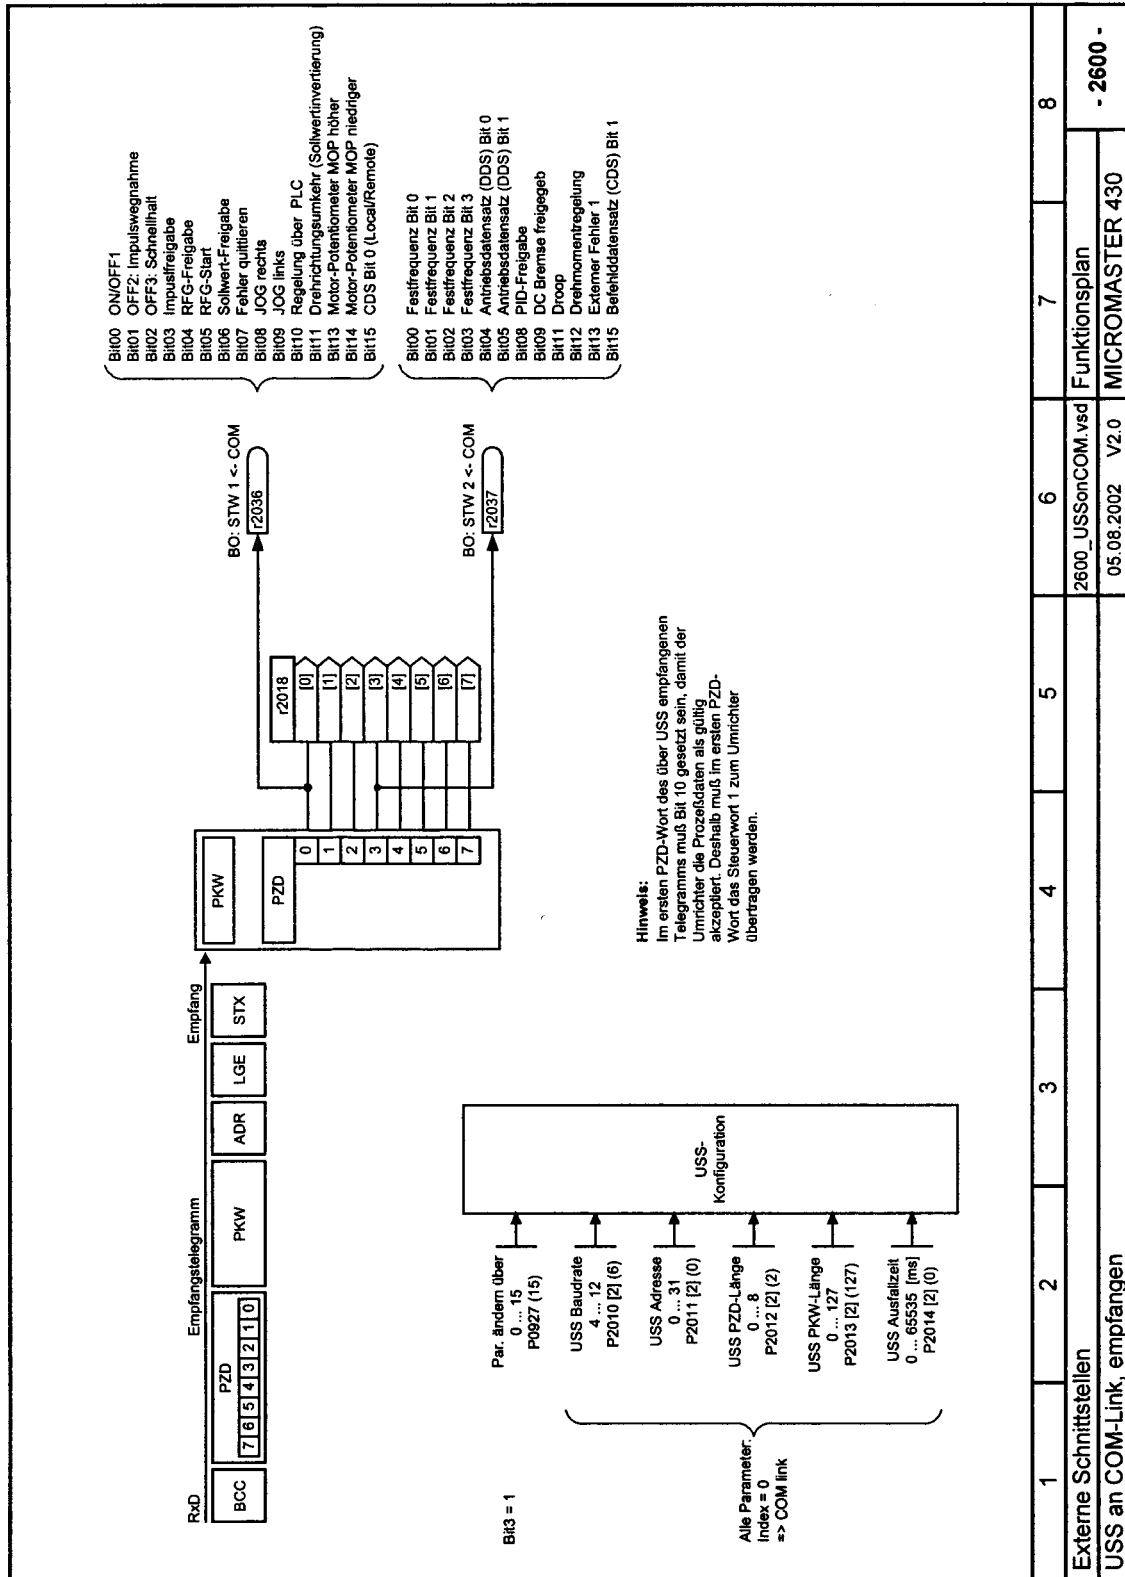 RxD
Empfangstelegramm
Empfang
BCC
PZD
7 6 5 4 3 2 1 0
PKW
ADR
LGE
STX
PKW
PZD
0
1
2
3
4
5
6
7
r2018
[0]
[1]
[2]
[3]
[4]
[5]
[6]
[7]
BO: STW 1 <- COM
r2036
BO: STW 2 <- COM
r2037
Bit00 ON/OFF1
Bit01 OFF2: Impulswegnahme
Bit02 OFF3: Schnellhalt
Bit03 Impulsfreigabe
Bit04 RFG-Freigabe
Bit05 RFG-Start
Bit06 Sollwert-Freigabe
Bit07 Fehler quittieren
Bit08 JOG rechts
Bit09 JOG links
Bit10 Regelung über PLC
Bit11 Drehrichtungsumkehr (Sollwertinvertierung)
Bit13 Motor-Potentiometer MOP höher
Bit14 Motor-Potentiometer MOP niedriger
Bit15 CDS Bit 0 (Local/Remote)
Bit00 Festfrequenz Bit 0
Bit01 Festfrequenz Bit 1
Bit02 Festfrequenz Bit 2
Bit03 Festfrequenz Bit 3
Bit04 Antriebsdatensatz (DDS) Bit 0
Bit05 Antriebsdatensatz (DDS) Bit 1
Bit08 PID-Freigabe
Bit09 DC Bremse freigegeb
Bit11 Droop
Bit12 Drehmomentregelung
Bit13 Externer Fehler 1
Bit15 Befehlddatensatz (CDS) Bit 1
Bit3 = 1
Par. ändern über
0 ... 15
P0927 (15)
USS Baudrate
4 ... 12
P2010 [2] (6)
USS Adresse
0 ... 31
P2011 [2] (0)
USS PZD-Länge
0 ... 8
P2012 [2] (2)
USS PKW-Länge
0 ... 127
P2013 [2] (127)
USS Ausfallzeit
0 ... 65535 [ms]
P2014 [2] (0)
Alle Parameter:
Index = 0
=> COM link
USS-
Konfiguration
Hinweis:
Im ersten PZD-Wort des über USS empfangenen
Telegramms muß Bit 10 gesetzt sein, damit der
Umrichter die Prozeßdaten als gültig
akzeptiert. Deshalb muß im ersten PZD-
Wort das Steuerwort 1 zum Umrichter
übertragen werden.
1 2 3 4 5 6 7 8
Externe Schnittstellen
USS an COM-Link, empfangen
2600_USSonCOM.vsd
05.08.2002 V2.0
Funktionsplan
MICROMASTER 430
- 2600 -